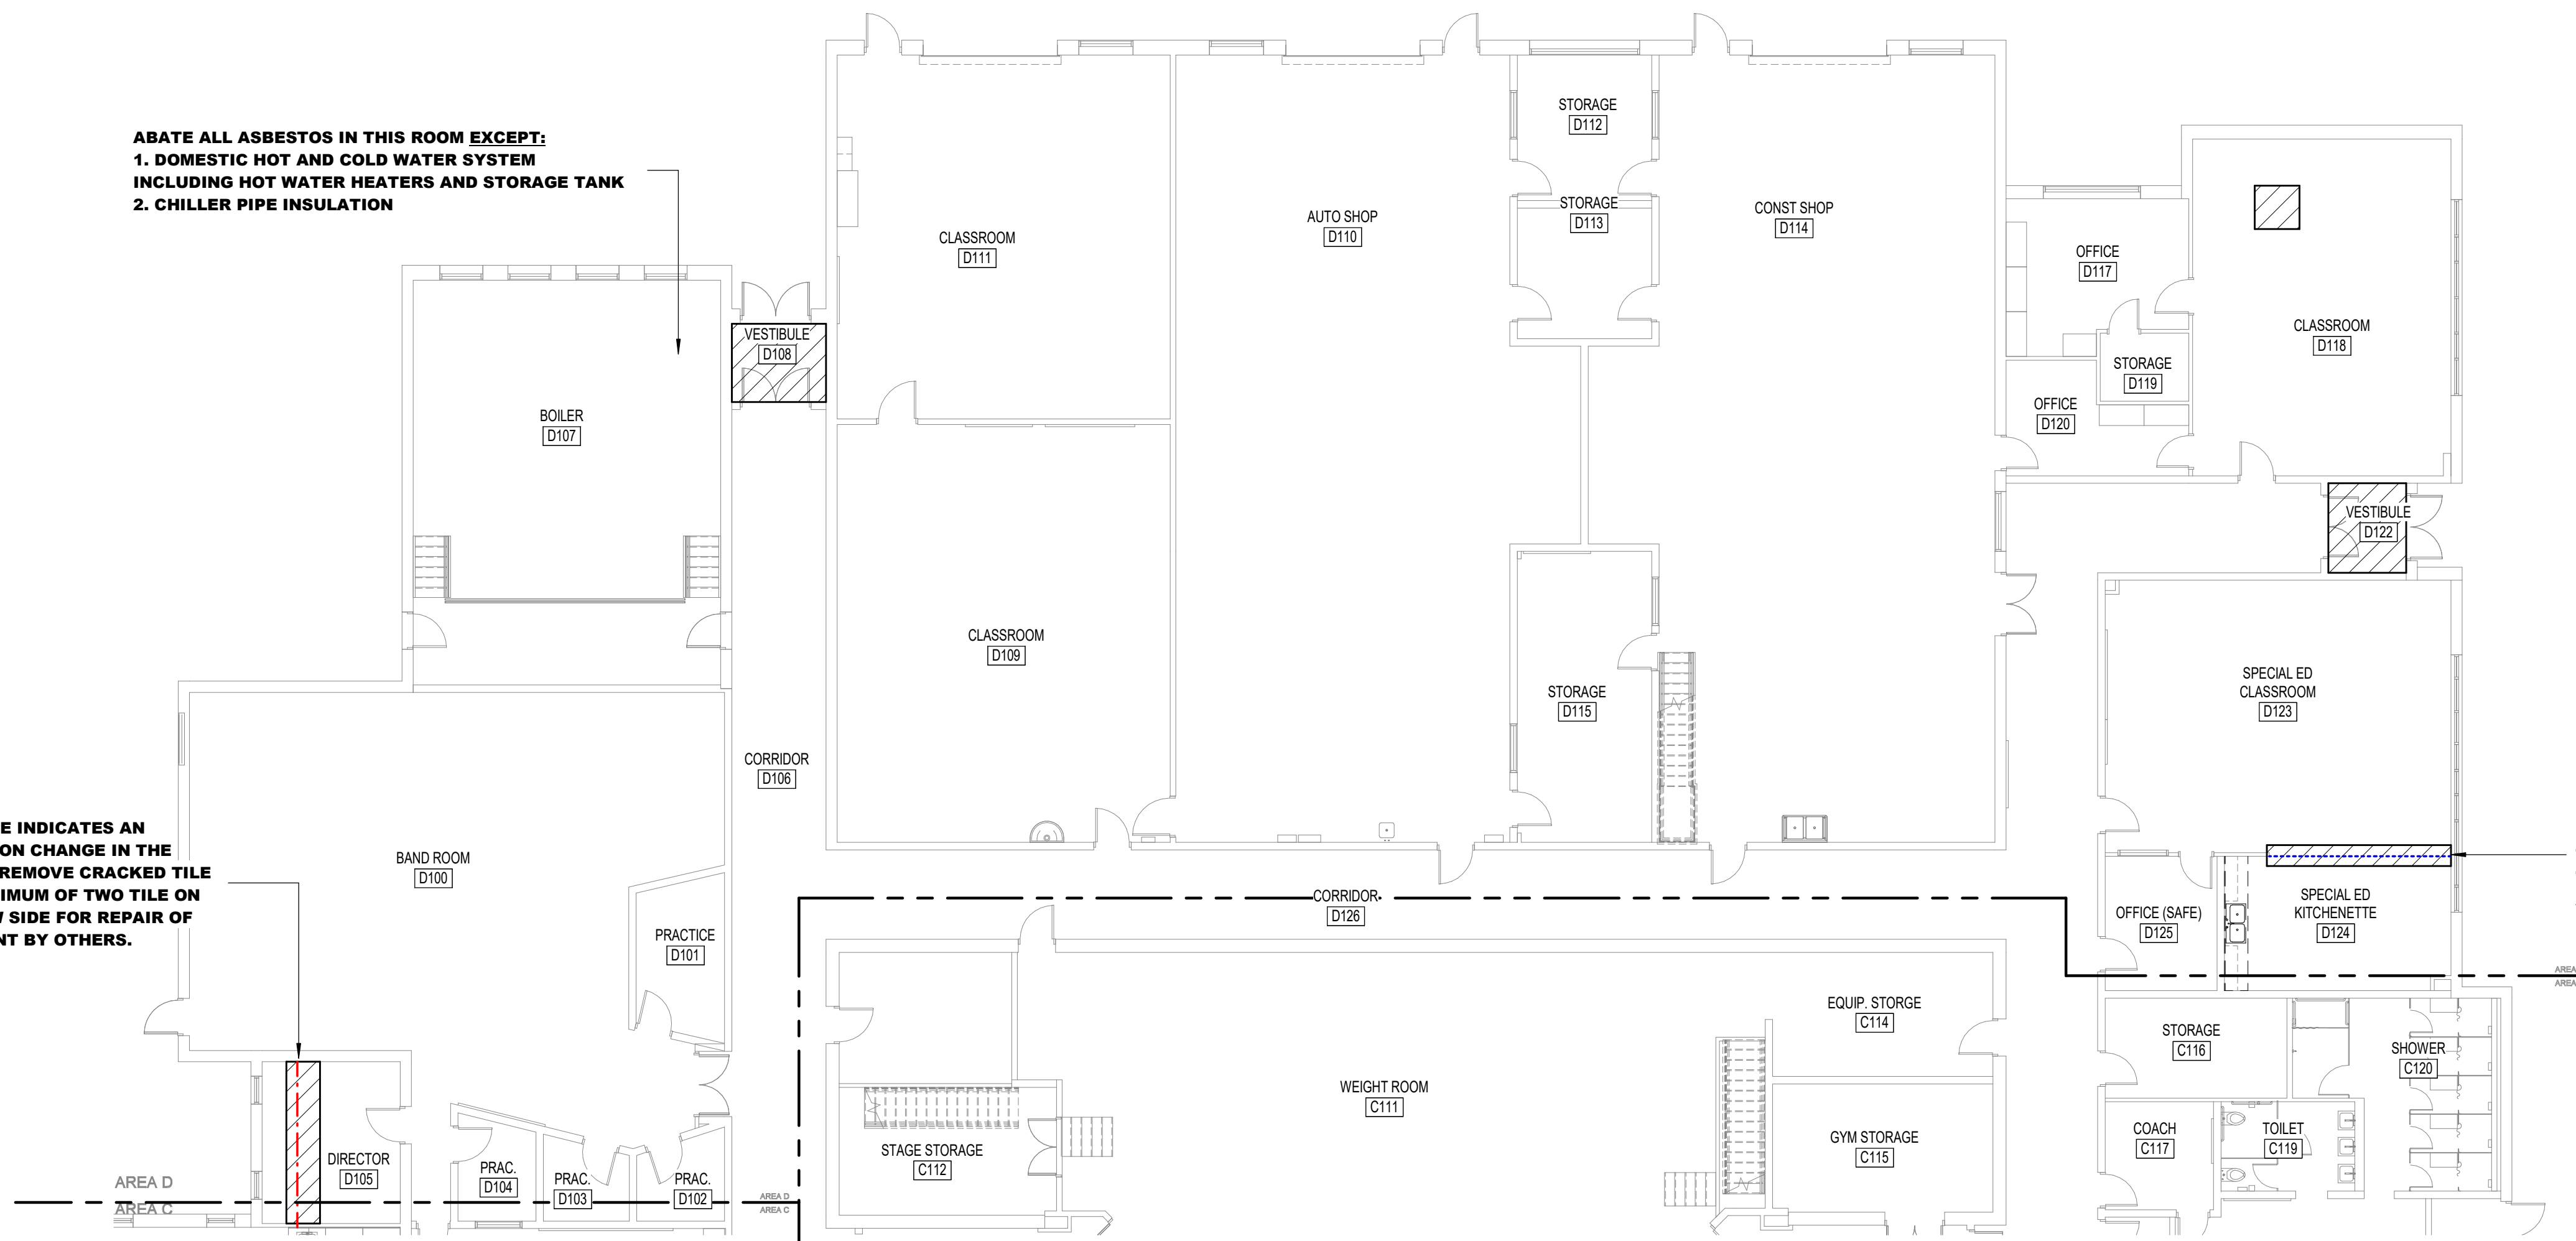 ABATE ALL ASBESTOS IN THIS ROOM EXCEPT:
1. DOMESTIC HOT AND COLD WATER SYSTEM
INCLUDING HOT WATER HEATERS AND STORAGE TANK
2. CHILLER PIPE INSULATION
STORAGE
D112
STORAGE
D113
AUTO SHOP
D110
CONST SHOP
D114
CLASSROOM
D111
OFFICE
D117
CLASSROOM
D118
VESTIBULE
D108
STORAGE
D119
OFFICE
D120
BOILER
D107
VESTIBULE
D122
CLASSROOM
D109
STORAGE
D115
SPECIAL ED
CLASSROOM
D123
CORRIDOR
D106
E INDICATES AN
ON CHANGE IN THE
REMOVE CRACKED TILE
IMUM OF TWO TILE ON
W SIDE FOR REPAIR OF
NT BY OTHERS.
BAND ROOM
D100
CORRIDOR
D126
PRACTICE
D101
OFFICE (SAFE)
D125
SPECIAL ED
KITCHENETTE
D124
AREA
AREA
EQUIP. STORGE
C114
STORAGE
C116
SHOWER
C120
WEIGHT ROOM
C111
STAGE STORAGE
C112
GYM STORAGE
C115
COACH
C117
TOILET
C119
DIRECTOR
D105
PRAC.
D104
PRAC.
D103
PRAC.
D102
AREA D
AREA C
AREA D
AREA C